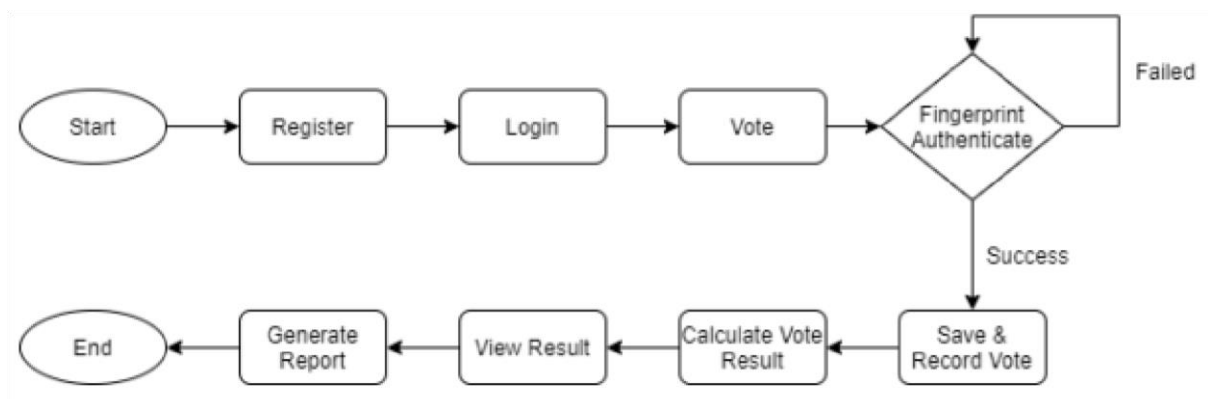 Start
Register
Login
Vote
Fingerprint
Authenticate
Failed
Success
Save &
Record Vote
Calculate Vote
Result
View Result
Generate
Report
End